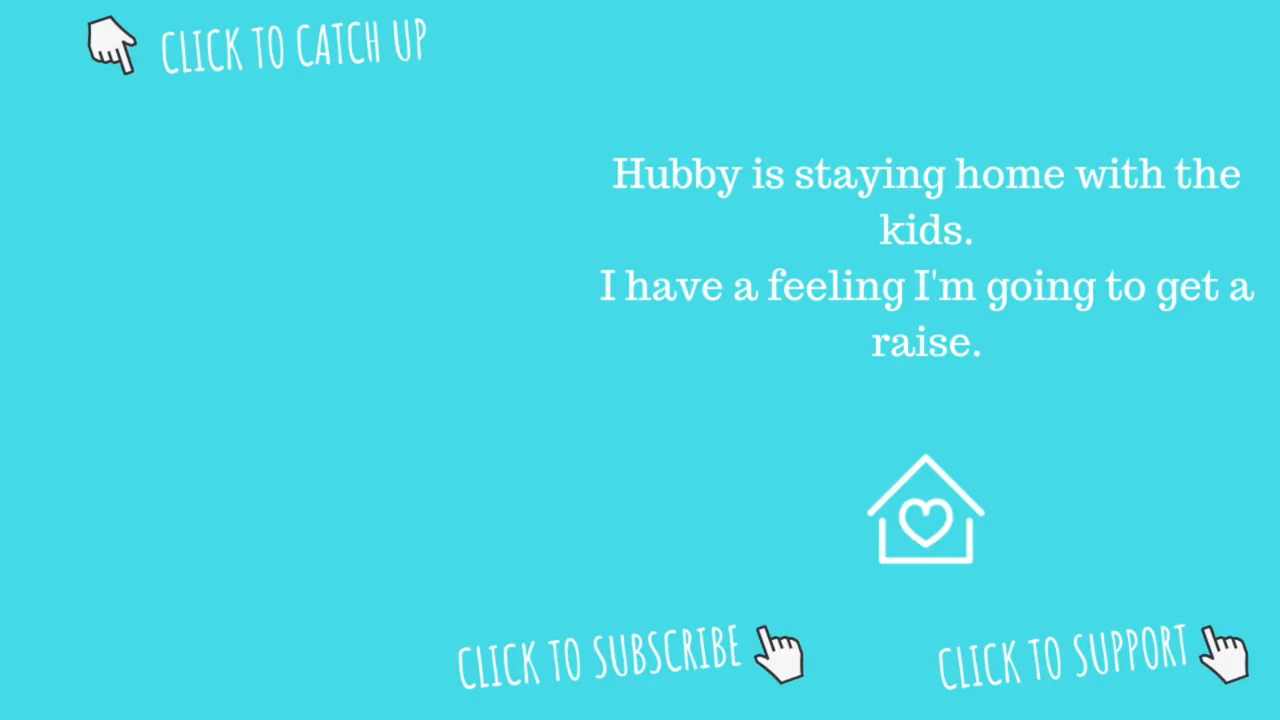 CLICK TO CATCH UP
Hubby is staying home with the
kids.
I have a feeling I'm going to get a
raise.
CLICK TO SUBSCRIBE
CLICK TO SUPPORT